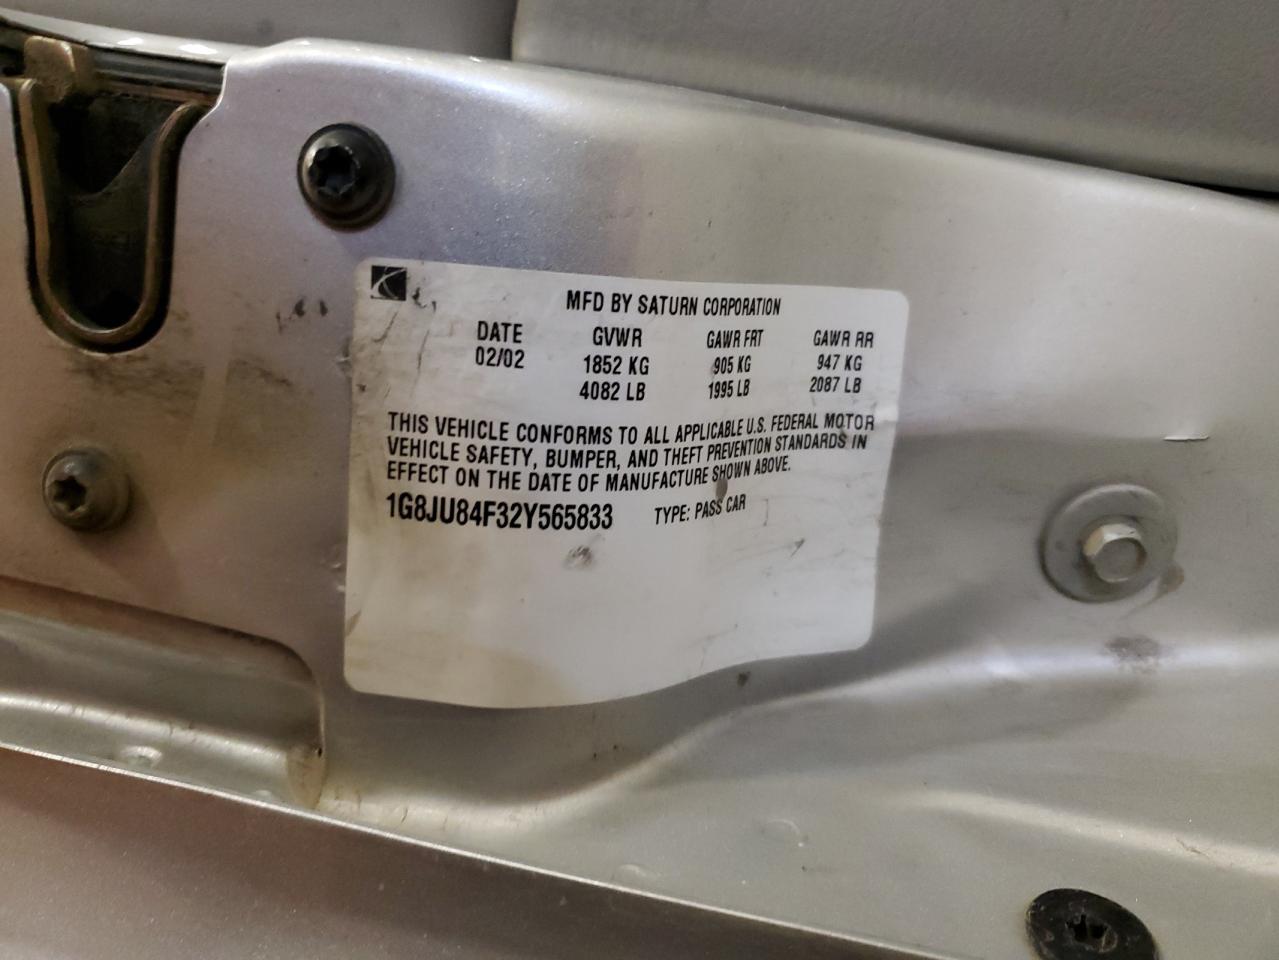 MFD BY SATURN CORPORATION
DATE GVWR GAWR FRT GAWR RR
02/02 1852 KG 905 KG 947 KG
4082 LB 1995 LB 2087 LB
THIS VEHICLE CONFORMS TO ALL APPLICABLE U.S. FEDERAL MOTOR
VEHICLE SAFETY, BUMPER, AND THEFT PREVENTION STANDARDS IN
EFFECT ON THE DATE OF MANUFACTURE SHOWN ABOVE.
1G8JU84F32Y565833 TYPE: PASS CAR